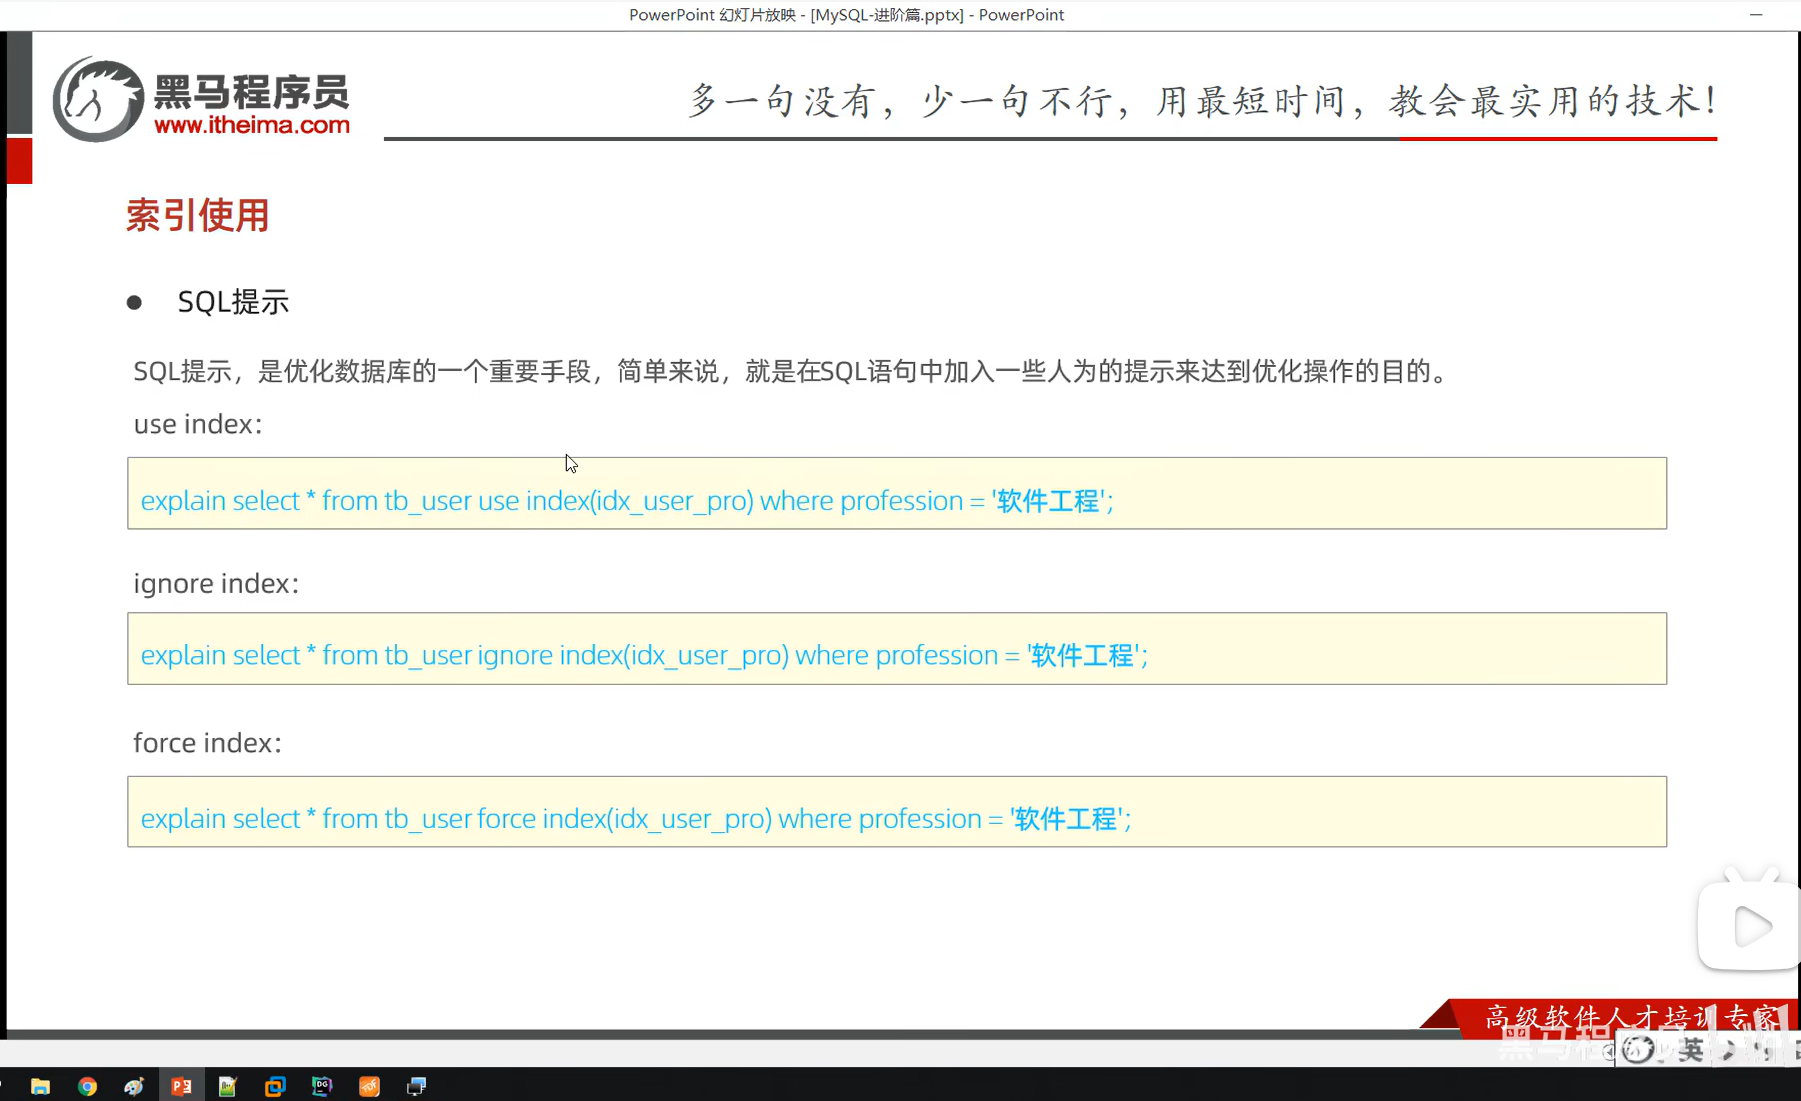 PowerPoint 幻灯片放映 - [MySQL-进阶篇.pptx] - PowerPoint
黑马程序员
www.itheima.com
多一句没有，少一句不行，用最短时间，教会最实用的技术！
索引使用
● SQL提示
SQL提示，是优化数据库的一个重要手段，简单来说，就是在SQL语句中加入一些人为的提示来达到优化操作的目的。
use index：
explain select * from tb_user use index(idx_user_pro) where profession = '软件工程';
ignore index：
explain select * from tb_user ignore index(idx_user_pro) where profession = '软件工程';
force index：
explain select * from tb_user force index(idx_user_pro) where profession = '软件工程';
高级软件人才培训专家
黑马程序员
英